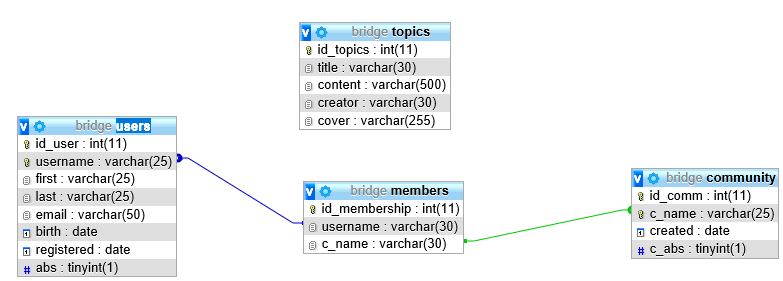 v bridge topics
id_topics : int(11)
title : varchar(30)
content : varchar(500)
creator : varchar(30)
cover : varchar(255)
v bridge users
id_user : int(11)
username : varchar(25)
first : varchar(25)
last : varchar(25)
email : varchar(50)
birth : date
registered : date
# abs : tinyint(1)
v bridge members
id_membership : int(11)
username : varchar(30)
c_name : varchar(30)
v bridge community
id_comm : int(11)
c_name : varchar(25)
created : date
# c_abs : tinyint(1)